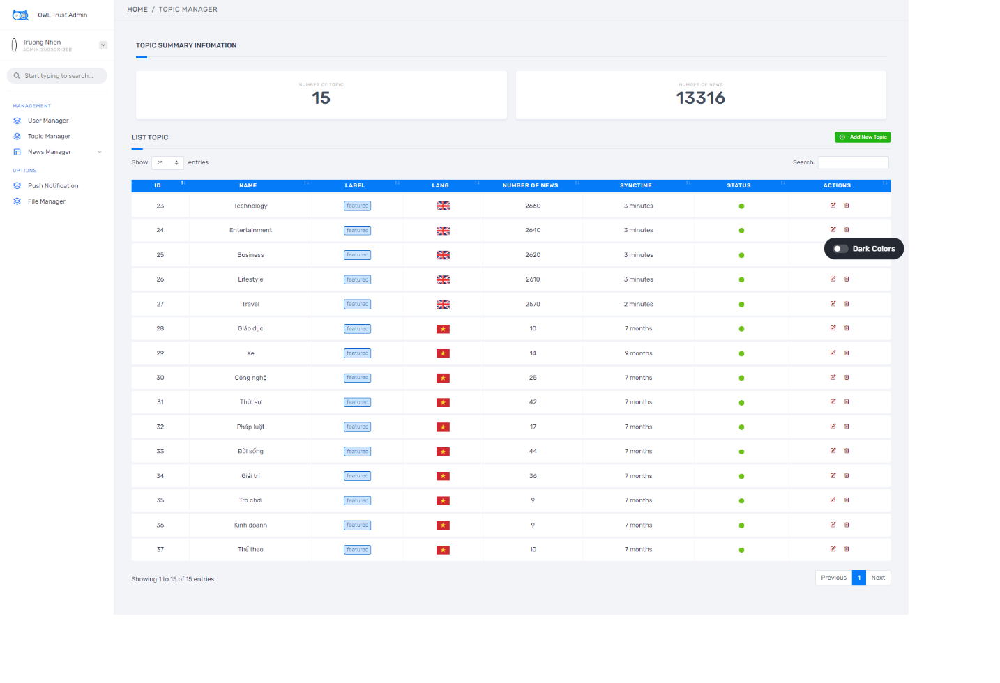 OWL Trust Admin
HOME / TOPIC MANAGER
Truong Nhon
ADMIN,SUBSCRIBER
Start typing to search...
MANAGEMENT
User Manager
Topic Manager
News Manager
OPTIONS
Push Notification
File Manager
TOPIC SUMMARY INFOMATION
NUMBER OF TOPIC
15
NUMBER OF NEWS
13316
LIST TOPIC
Add New Topic
Show 25 entries
Search:
ID NAME LABEL LANG NUMBER OF NEWS SYNCTIME STATUS ACTIONS
23 Technology featured 2660 3 minutes
24 Entertainment featured 2640 3 minutes
Dark Colors
25 Business featured 2620 3 minutes
26 Lifestyle featured 2610 3 minutes
27 Travel featured 2570 2 minutes
28 Giáo dục featured 10 7 months
29 Xe featured 14 9 months
30 Công nghệ featured 25 7 months
31 Thời sự featured 42 7 months
32 Pháp luật featured 17 7 months
33 Đời sống featured 44 7 months
34 Giải trí featured 36 7 months
35 Trò chơi featured 9 7 months
36 Kinh doanh featured 9 7 months
37 Thể thao featured 10 7 months
Showing 1 to 15 of 15 entries
Previous 1 Next